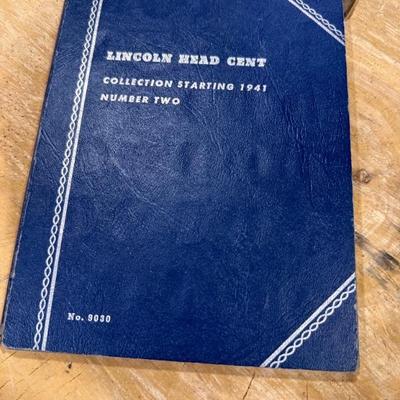 LINCOLN HEAD CENT
COLLECTION STARTING 1941
NUMBER TWO
No. 9030